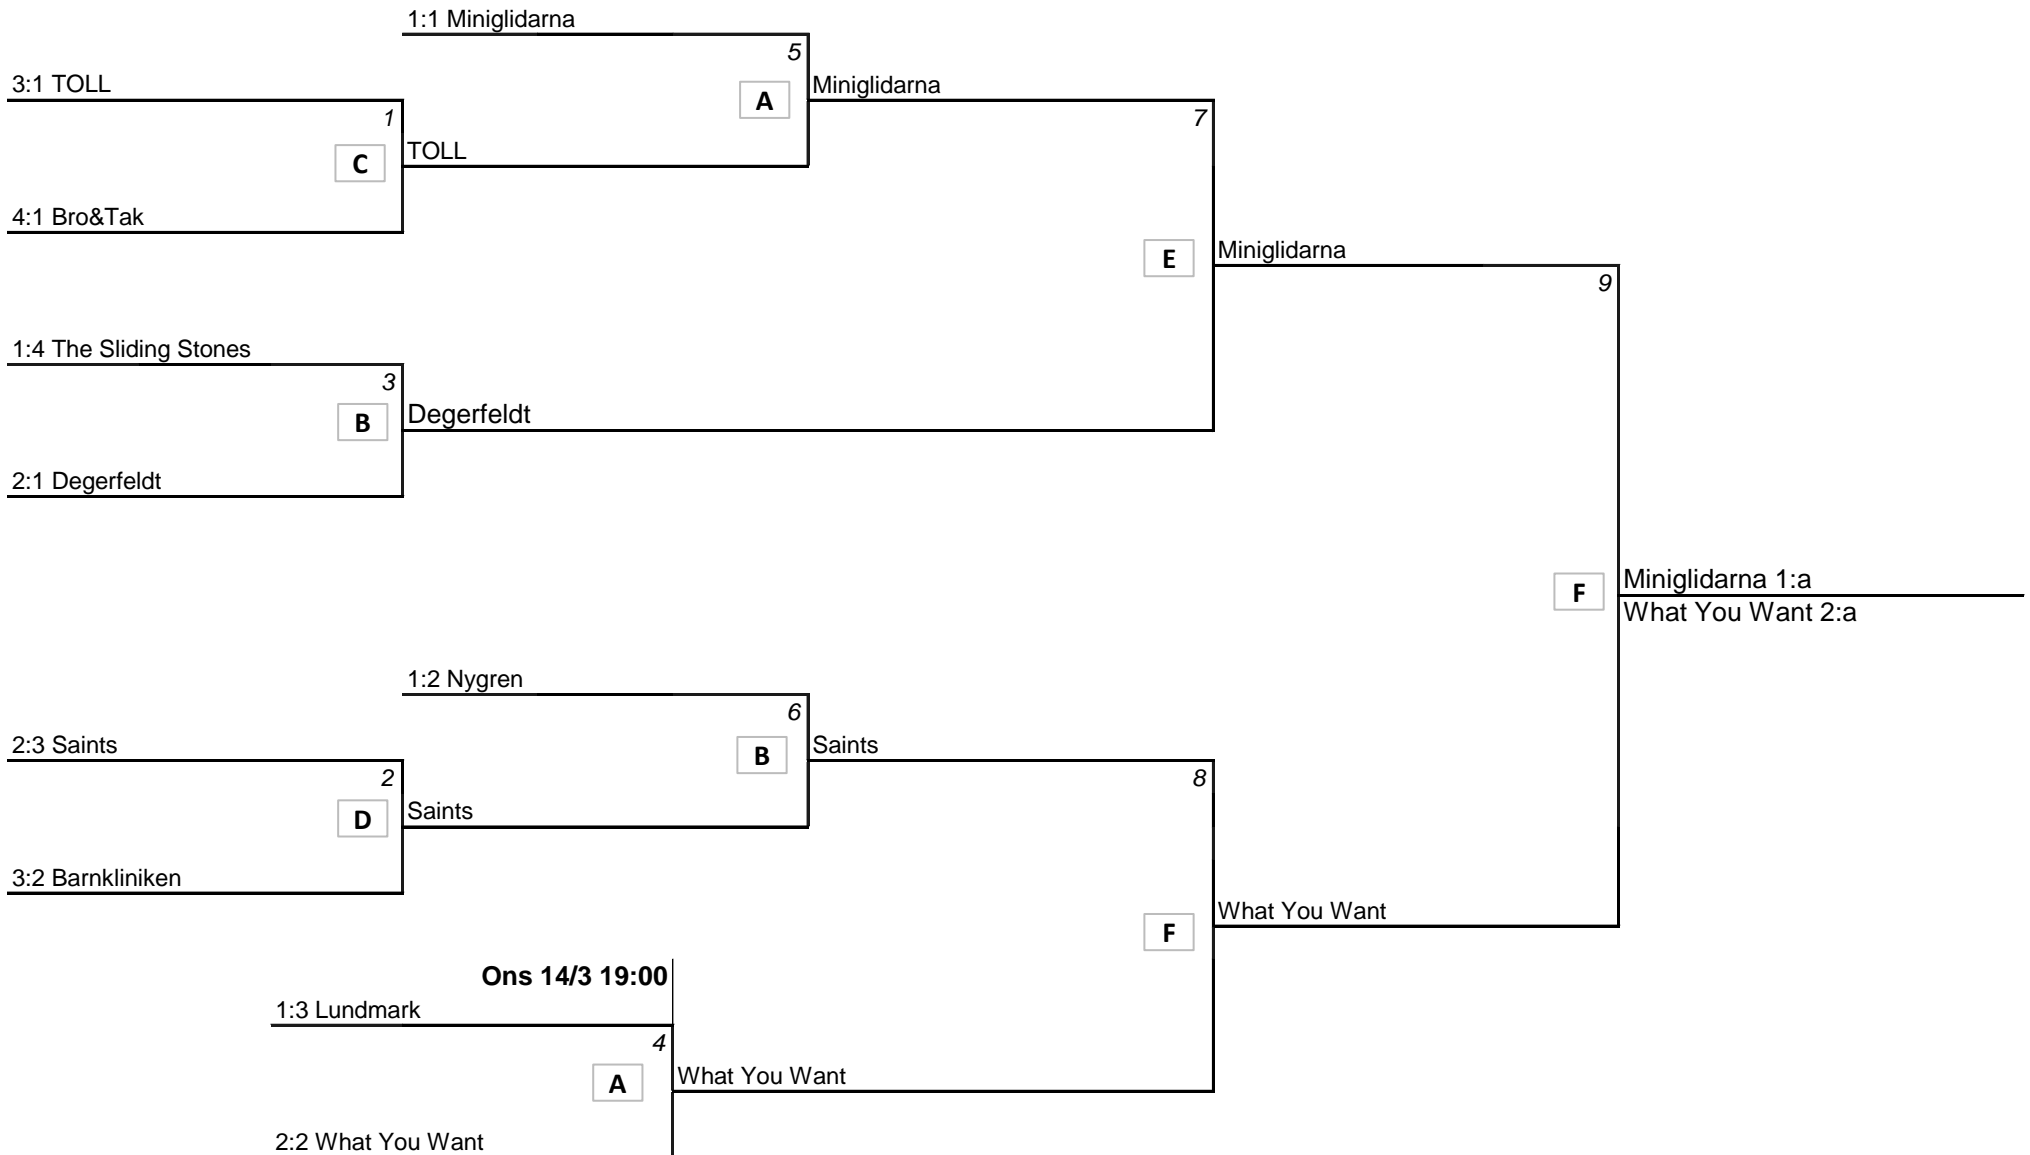 1:1 Miniglidarna
5
3:1 TOLL
A
Miniglidarna
1
7
C
TOLL
4:1 Bro&Tak
E
Miniglidarna
9
1:4 The Sliding Stones
3
B
Degerfeldt
2:1 Degerfeldt
F
Miniglidarna 1:a
What You Want 2:a
1:2 Nygren
6
2:3 Saints
B
Saints
2
8
D
Saints
3:2 Barnkliniken
F
What You Want
Ons 14/3 19:00
1:3 Lundmark
4
A
What You Want
2:2 What You Want